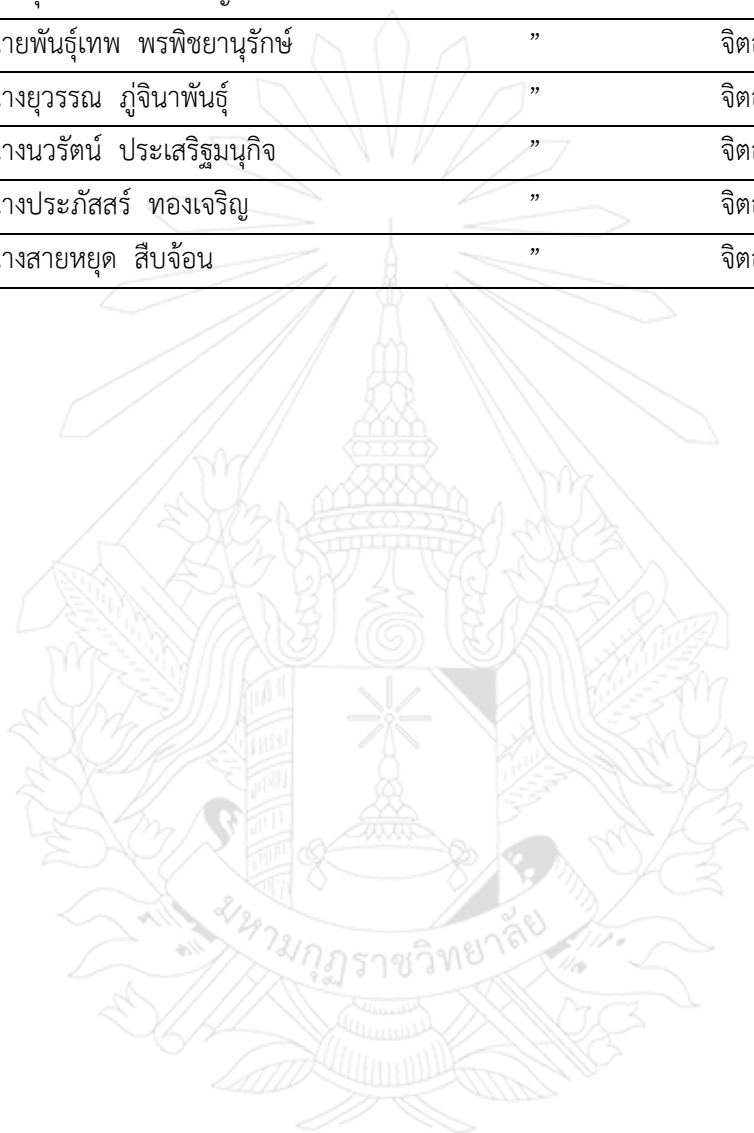 ายพันธุ์เทพ พรพิชยานุรักษ์ ” จิต
างยุวรรณ ภู่จินาพันธุ์ ” จิต
างนวรัตน์ ประเสริฐมนุกิจ ” จิต
างประภัสสร์ ทองเจริญ ” จิต
างสายหยุด สืบจ้อน ” จิต
มหามกุฏราชวิทยาลัย